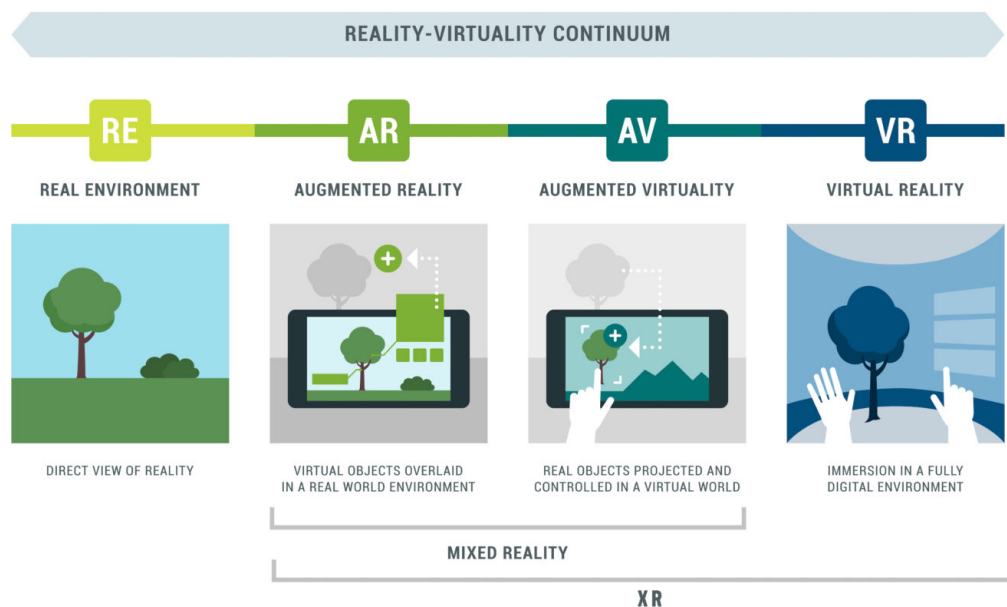 REALITY-VIRTUALITY CONTINUUM
RE
AR
AV
VR
REAL ENVIRONMENT
AUGMENTED REALITY
AUGMENTED VIRTUALITY
VIRTUAL REALITY
DIRECT VIEW OF REALITY
VIRTUAL OBJECTS OVERLAID
IN A REAL WORLD ENVIRONMENT
REAL OBJECTS PROJECTED AND
CONTROLLED IN A VIRTUAL WORLD
IMMERSION IN A FULLY
DIGITAL ENVIRONMENT
MIXED REALITY
XR